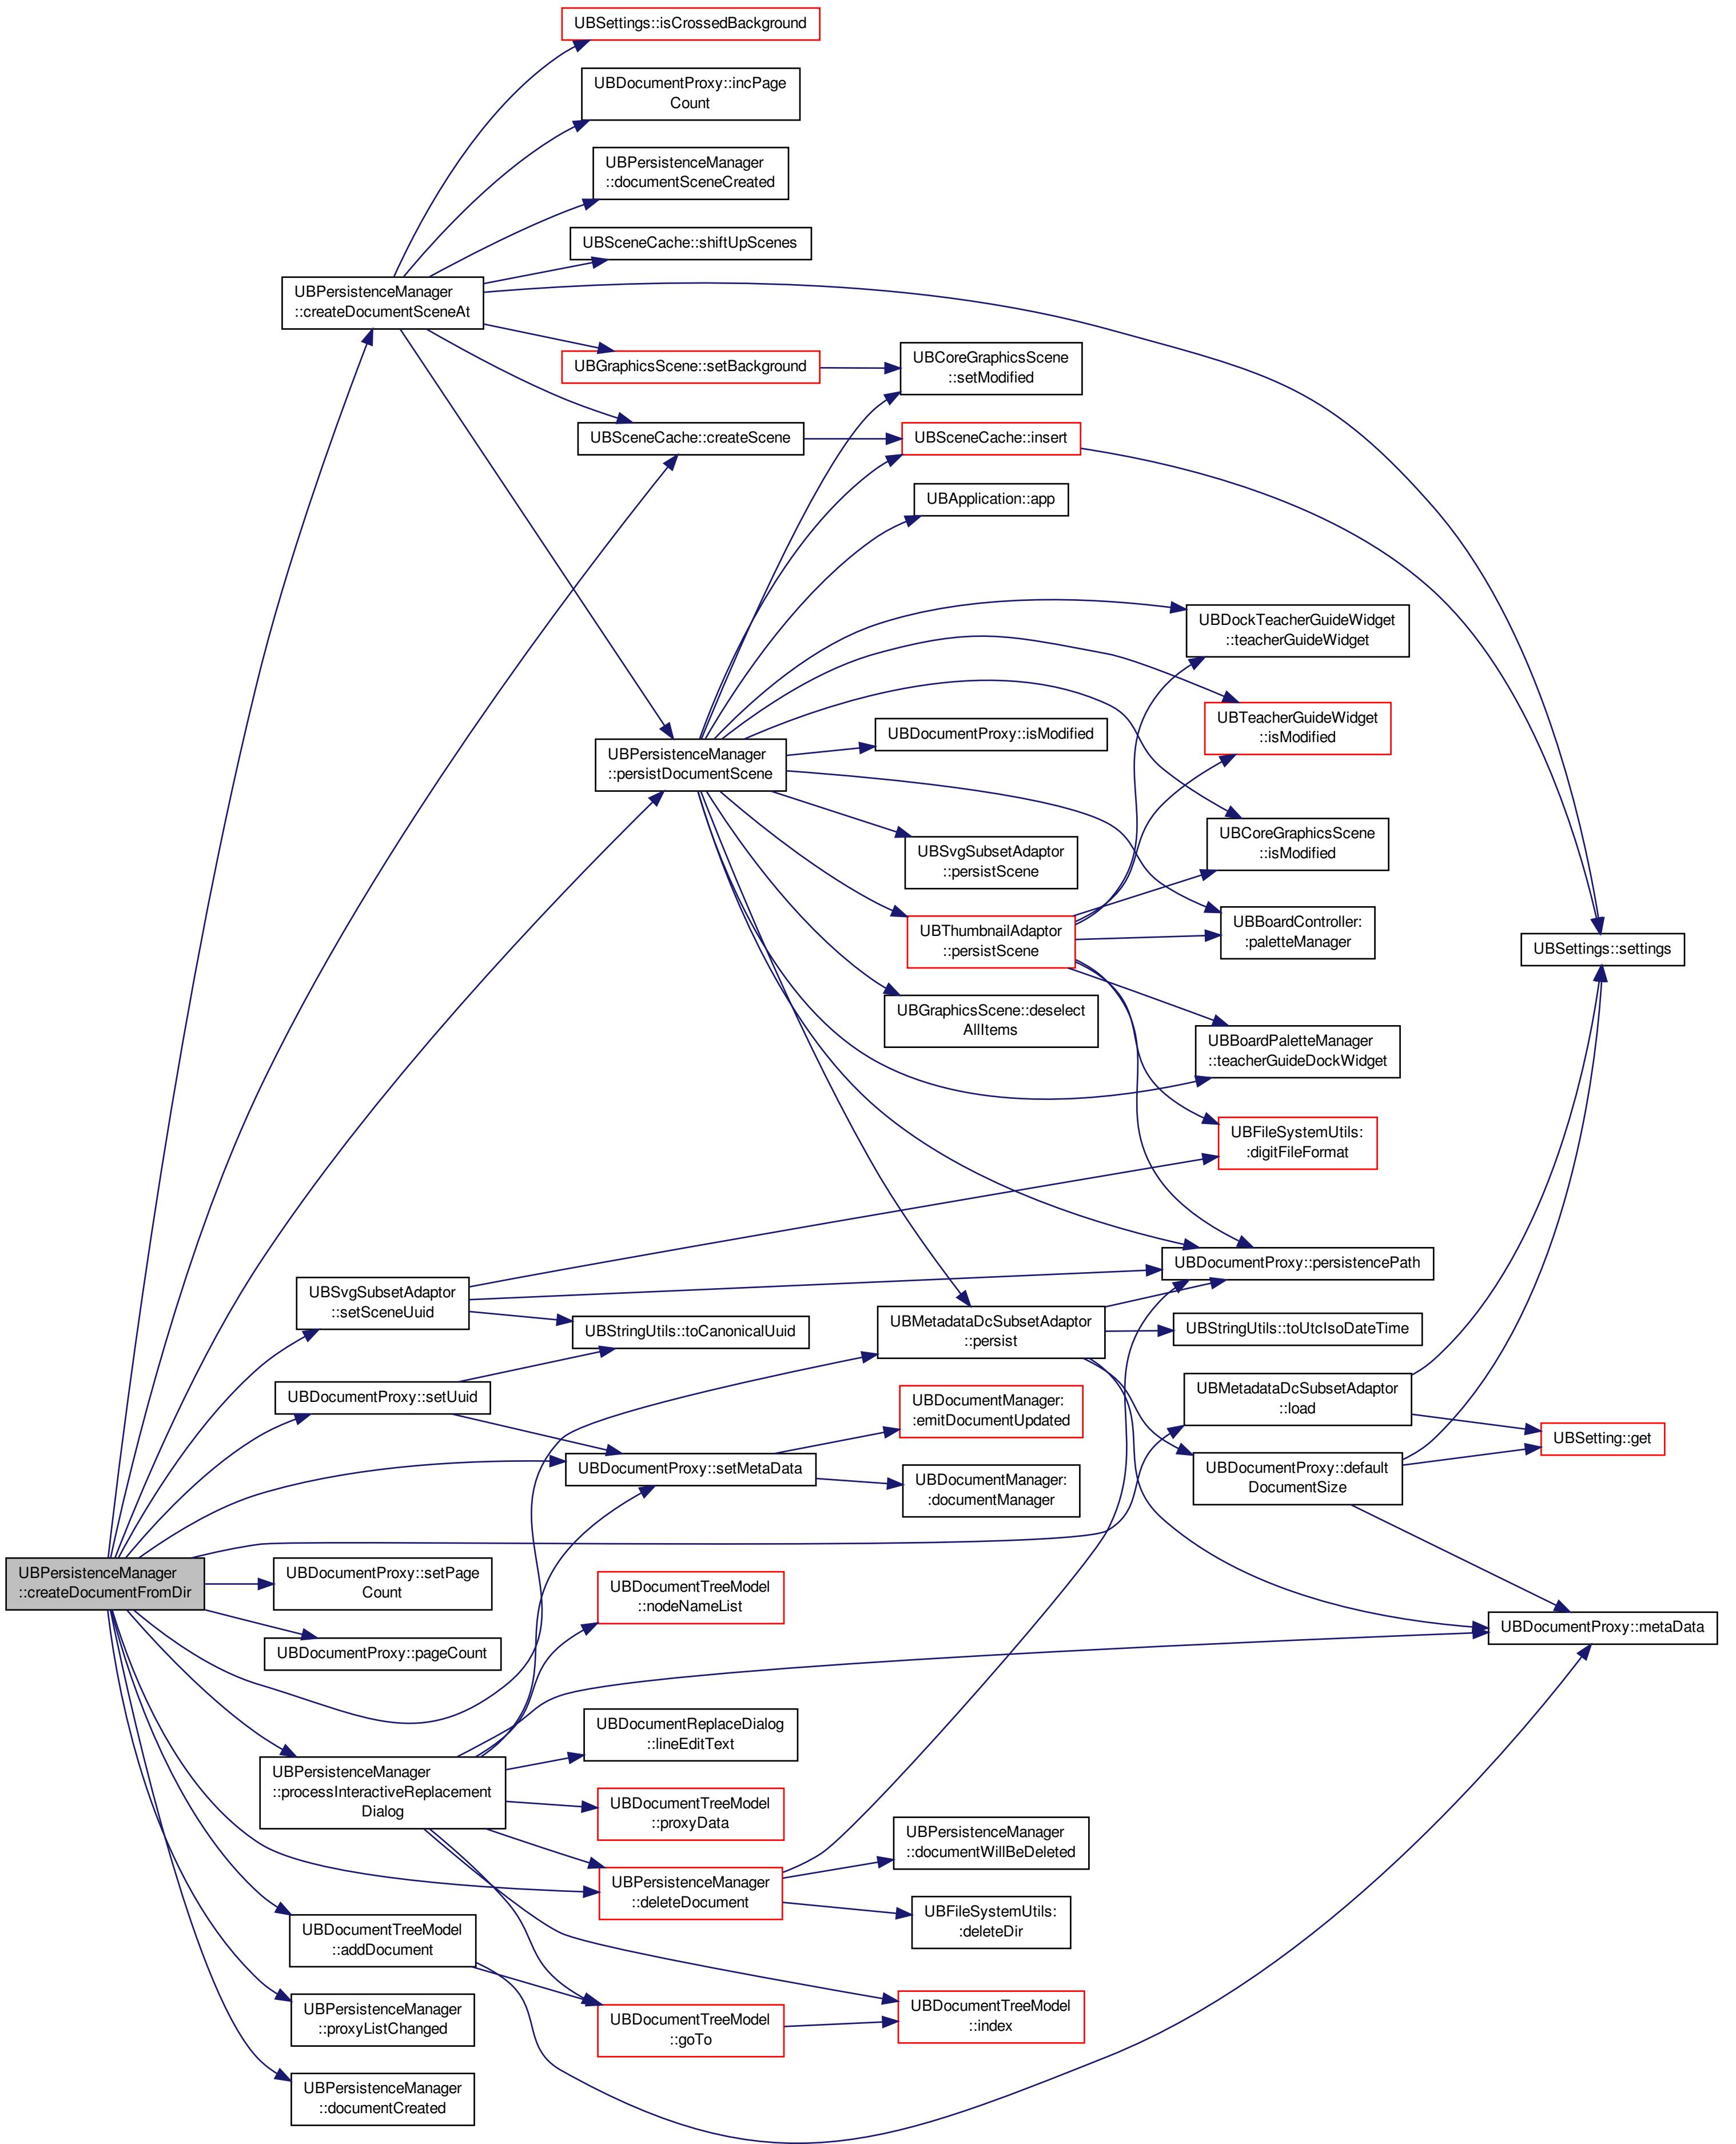 UBSettings::isCrossedBackground
UBDocumentProxy::incPage
Count
UBPersistenceManager
::documentSceneCreated
UBSceneCache::shiftUpScenes
UBPersistenceManager
::createDocumentSceneAt
UBGraphicsScene::setBackground
UBCoreGraphicsScene
::setModified
UBSceneCache::createScene
UBSceneCache::insert
UBApplication::app
UBDockTeacherGuideWidget
::teacherGuideWidget
UBTeacherGuideWidget
::isModified
UBDocumentProxy::isModified
UBPersistenceManager
::persistDocumentScene
UBCoreGraphicsScene
::isModified
UBSvgSubsetAdaptor
::persistScene
UBBoardController:
:paletteManager
UBThumbnailAdaptor
::persistScene
UBSettings::settings
UBGraphicsScene::deselect
AllItems
UBBoardPaletteManager
::teacherGuideDockWidget
UBFileSystemUtils:
:digitFileFormat
UBDocumentProxy::persistencePath
UBSvgSubsetAdaptor
::setSceneUuid
UBStringUtils::toCanonicalUuid
UBMetadataDcSubsetAdaptor
::persist
UBStringUtils::toUtcIsoDateTime
UBDocumentProxy::setUuid
UBMetadataDcSubsetAdaptor
::load
UBDocumentManager:
:emitDocumentUpdated
UBSetting::get
UBDocumentProxy::setMetaData
UBDocumentProxy::default
DocumentSize
UBDocumentManager:
:documentManager
UBPersistenceManager
::createDocumentFromDir
UBDocumentProxy::setPage
Count
UBDocumentTreeModel
::nodeNameList
UBDocumentProxy::metaData
UBDocumentProxy::pageCount
UBDocumentReplaceDialog
::lineEditText
UBPersistenceManager
::processInteractiveReplacement
Dialog
UBDocumentTreeModel
::proxyData
UBPersistenceManager
::documentWillBeDeleted
UBPersistenceManager
::deleteDocument
UBFileSystemUtils:
:deleteDir
UBDocumentTreeModel
::addDocument
UBPersistenceManager
::proxyListChanged
UBDocumentTreeModel
::goTo
UBDocumentTreeModel
::index
UBPersistenceManager
::documentCreated